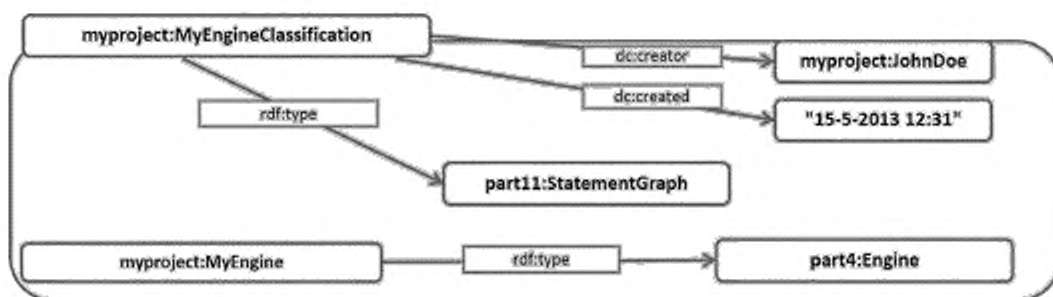 myproject:MyEngineClassification
dc:creator
myproject:JohnDoe
dc:created
"15-5-2013 12:31"
rdf:type
part11:StatementGraph
myproject:MyEngine
rdf:type
part4:Engine